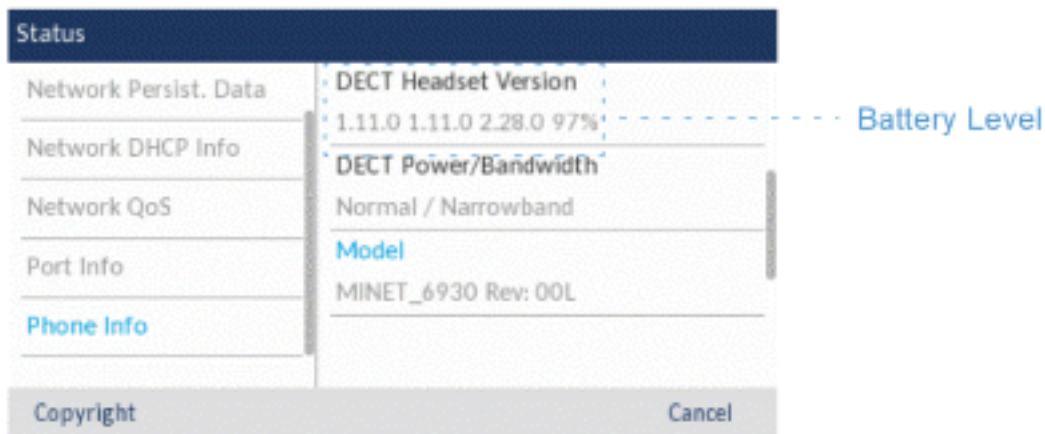 Status
Network Persist. Data
Network DHCP Info
Network QoS
Port Info
Phone Info
DECT Headset Version
1.11.0 1.11.0 2.28.0 97%
DECT Power/Bandwidth
Normal / Narrowband
Model
MINET_6930 Rev: 00L
Battery Level
Copyright
Cancel